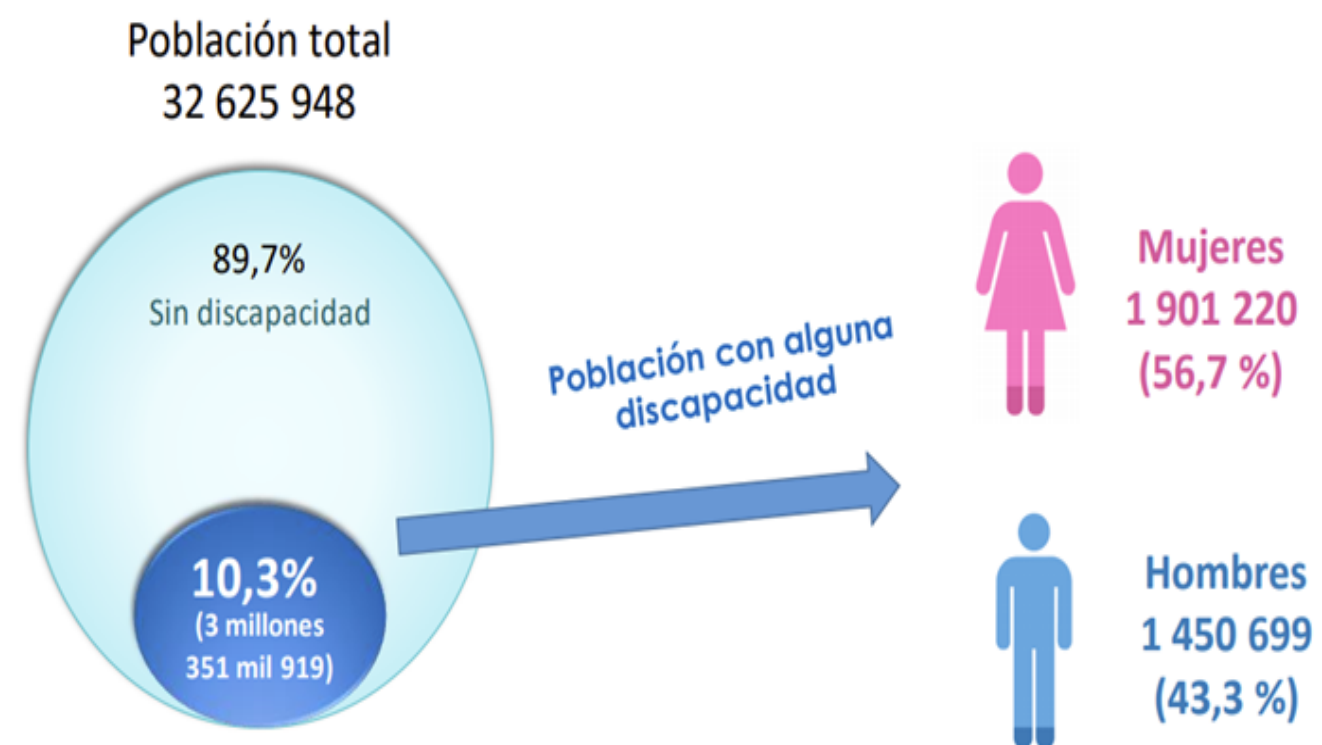 Población total
32 625 948
89,7%
Sin discapacidad
10,3%
(3 millones
351 mil 919)
Población con alguna
discapacidad
Mujeres
1 901 220
(56,7 %)
Hombres
1 450 699
(43,3 %)